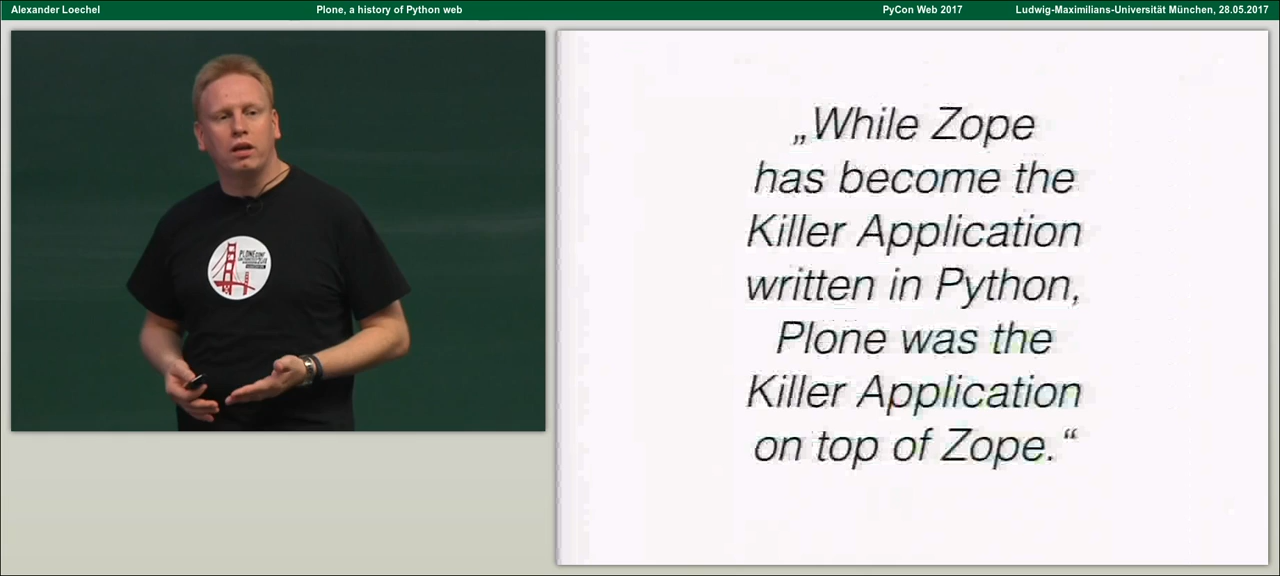 Alexander Loechel
Plone, a history of Python web
PyCon Web 2017
Ludwig-Maximilians-Universität München, 28.05.2017
PLONE
„While Zope
has become the
Killer Application
written in Python,
Plone was the
Killer Application
on top of Zope.“